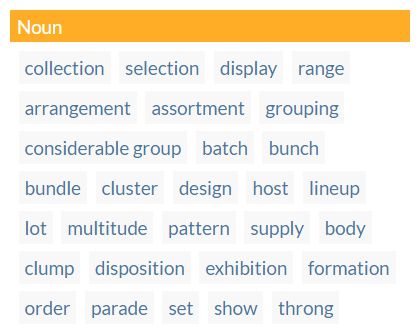 Noun
collection selection display range
arrangement assortment grouping
considerable group batch bunch
bundle cluster design host lineup
lot multitude pattern supply body
clump disposition exhibition formation
order parade set show throng